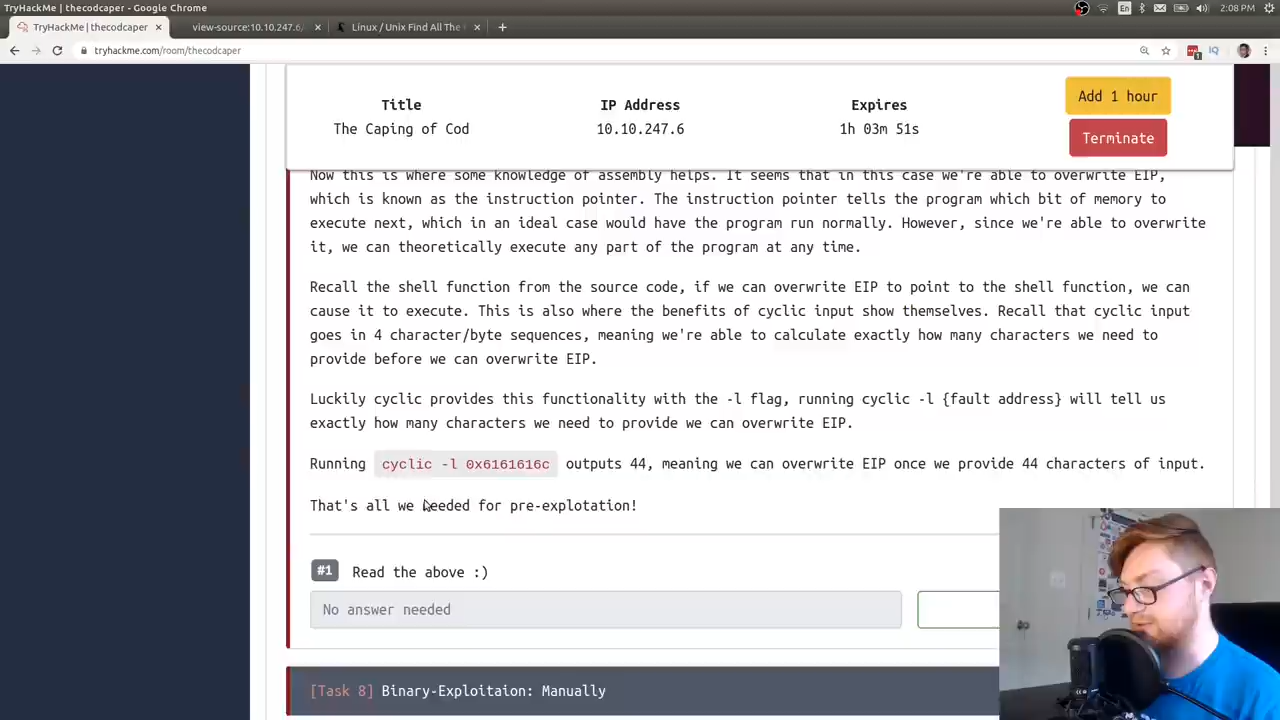 TryHackMe | thecodcaper - Google Chrome
En
2:08 PM
TryHackMe | thecodcaper
view-source:10.10.247.6/
Linux / Unix Find All The
tryhackme.com/room/thecodcaper
Title
IP Address
Expires
Add 1 hour
The Caping of Cod
10.10.247.6
1h 03m 51s
Terminate
Now this is where some knowledge of assembly helps. It seems that in this case we're able to overwrite EIP,
which is known as the instruction pointer. The instruction pointer tells the program which bit of memory to
execute next, which in an ideal case would have the program run normally. However, since we're able to overwrite
it, we can theoretically execute any part of the program at any time.
Recall the shell function from the source code, if we can overwrite EIP to point to the shell function, we can
cause it to execute. This is also where the benefits of cyclic input show themselves. Recall that cyclic input
goes in 4 character/byte sequences, meaning we're able to calculate exactly how many characters we need to
provide before we can overwrite EIP.
Luckily cyclic provides this functionality with the -l flag, running cyclic -l {fault address} will tell us
exactly how many characters we need to provide we can overwrite EIP.
Running cyclic -l 0x6161616c outputs 44, meaning we can overwrite EIP once we provide 44 characters of input.
That's all we needed for pre-explotation!
#1 Read the above :)
No answer needed
[Task 8] Binary-Exploitaion: Manually